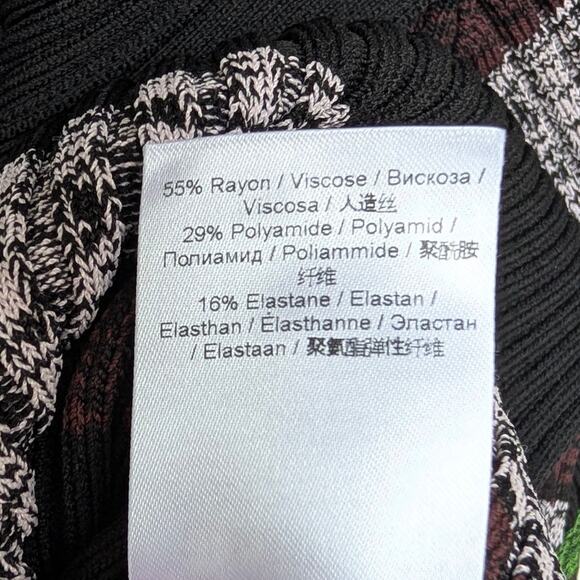 55% Rayon / Viscose / Вискоза /
Viscosa / 人造丝
29% Polyamide / Polyamid /
Полиамид / Poliammide / 聚酰胺
纤维
16% Elastane / Elastan /
Elasthan / Élasthanne / Эластан
/ Elastaan / 聚氨酯弹性纤维